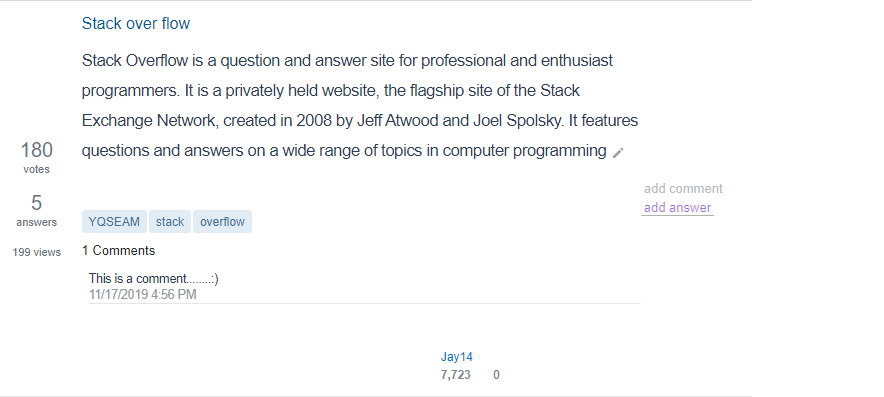 Stack over flow
Stack Overflow is a question and answer site for professional and enthusiast
programmers. It is a privately held website, the flagship site of the Stack
Exchange Network, created in 2008 by Jeff Atwood and Joel Spolsky. It features
questions and answers on a wide range of topics in computer programming
180
votes
5
answers
199 views
add comment
add answer
YQSEAM stack overflow
1 Comments
This is a comment........:)
11/17/2019 4:56 PM
Jay14
7,723 0